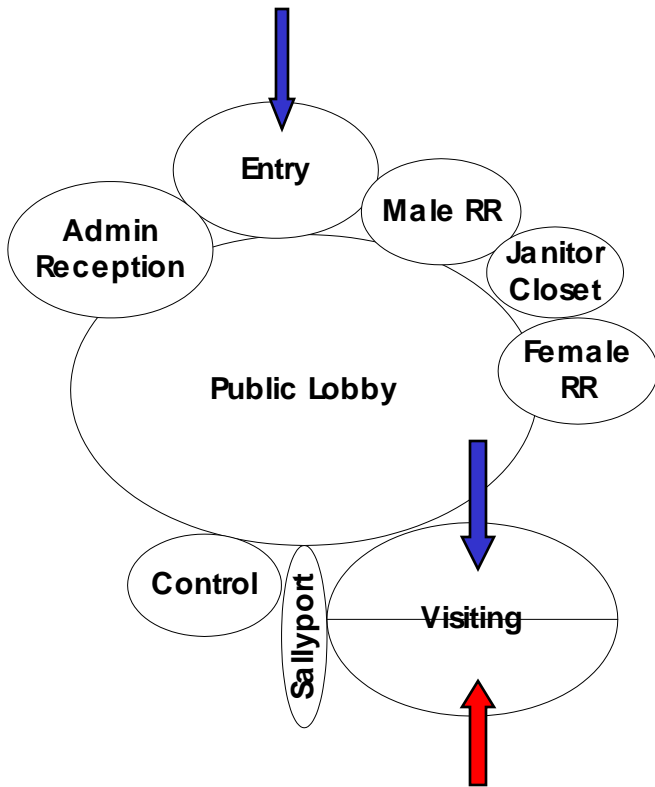 Entry
Male RR
Admin
Reception
Janitor
Closet
Female
RR
Public Lobby
Control
Sallyport
Visiting